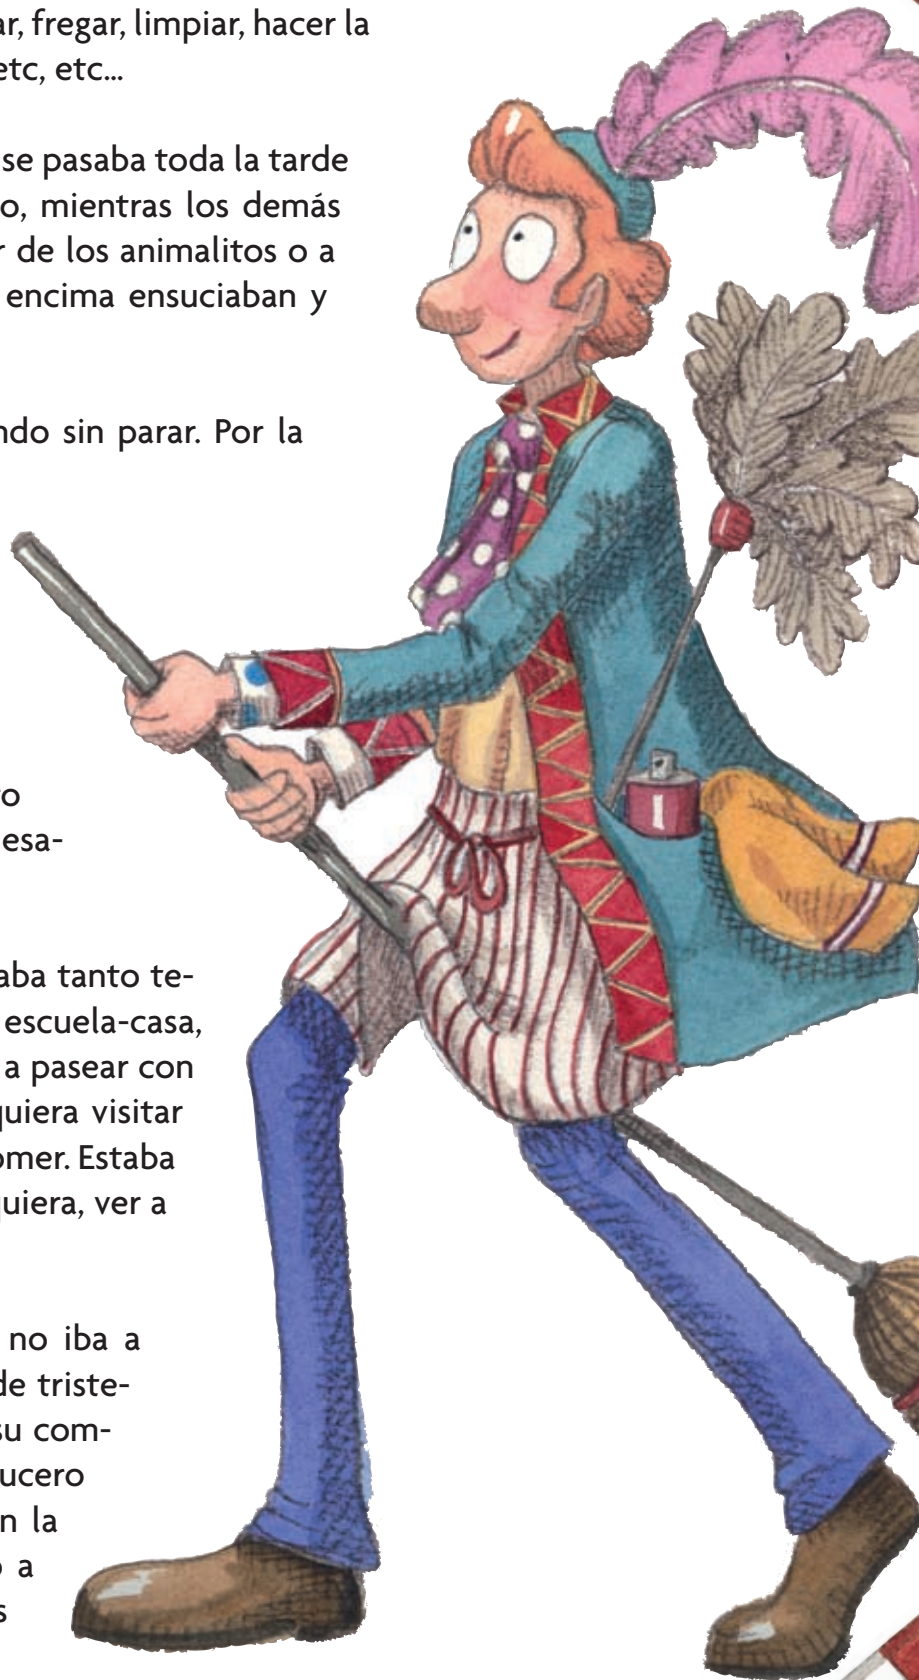 ar, fregar, limpiar, hacer la
etc, etc...
se pasaba toda la tarde
o, mientras los demás
r de los animalitos o a
encima ensuciaban y
ndo sin parar. Por la
ro
esa-
aba tanto te-
escuela-casa,
a pasear con
quiera visitar
omer. Estaba
quiera, ver a
no iba a
de triste-
su com-
ucero
n la
o a
s